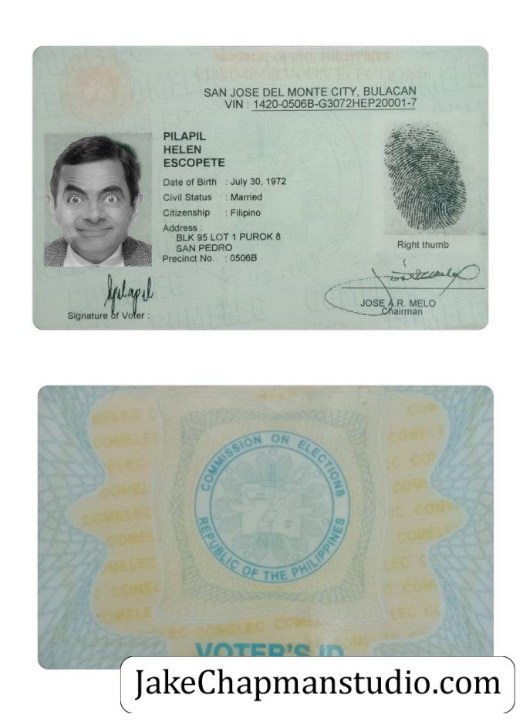 SAN JOSE DEL MONTE CITY, BULACAN
VIN : 1420-0506B-G3072HEP20001-7
PILAPIL
HELEN
ESCOPETE
Date of Birth : July 30, 1972
Civil Status : Married
Citizenship : Filipino
Address :
BLK 95 LOT 1 PUROK 8
SAN PEDRO
Precinct No. : 0506B
Right thumb
Signature of Voter :
JOSE A.R. MELO
Chairman
COMMISSION ON ELECTIONS
REPUBLIC OF THE PHILIPPINES
VOTER'S ID
JakeChapmanstudio.com